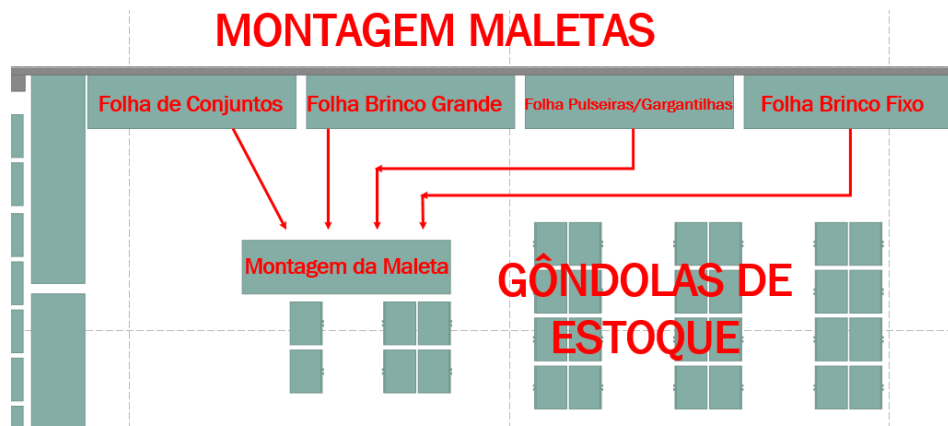 MONTAGEM MALETAS
Folha de Conjuntos
Folha Brinco Grande
Folha Pulseiras/Gargantilhas
Folha Brinco Fixo
Montagem da Maleta
GÔNDOLAS DE
ESTOQUE